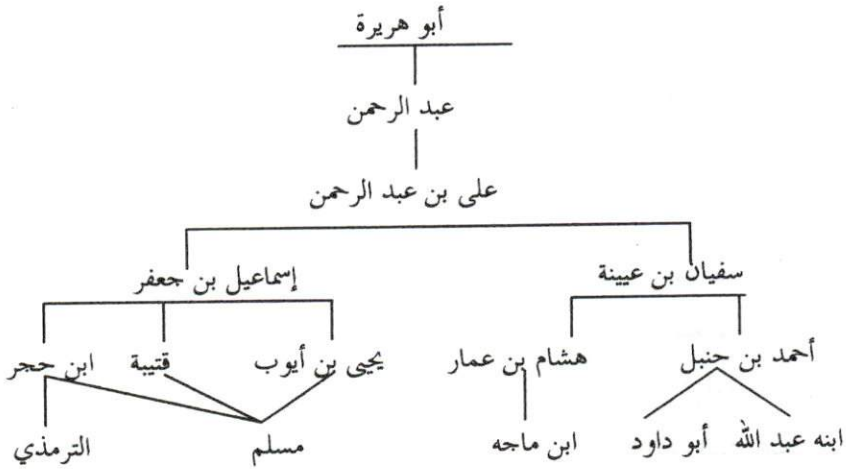 أبو هريرة
عبد الرحمن
على بن عبد الرحمن
سفيان بن عيينة
إسماعيل بن جعفر
أحمد بن حنبل
هشام بن عمار
يحيى بن أيوب
قتيبة
ابن حجر
ابنه عبد الله
أبو داود
ابن ماجه
مسلم
الترمذي